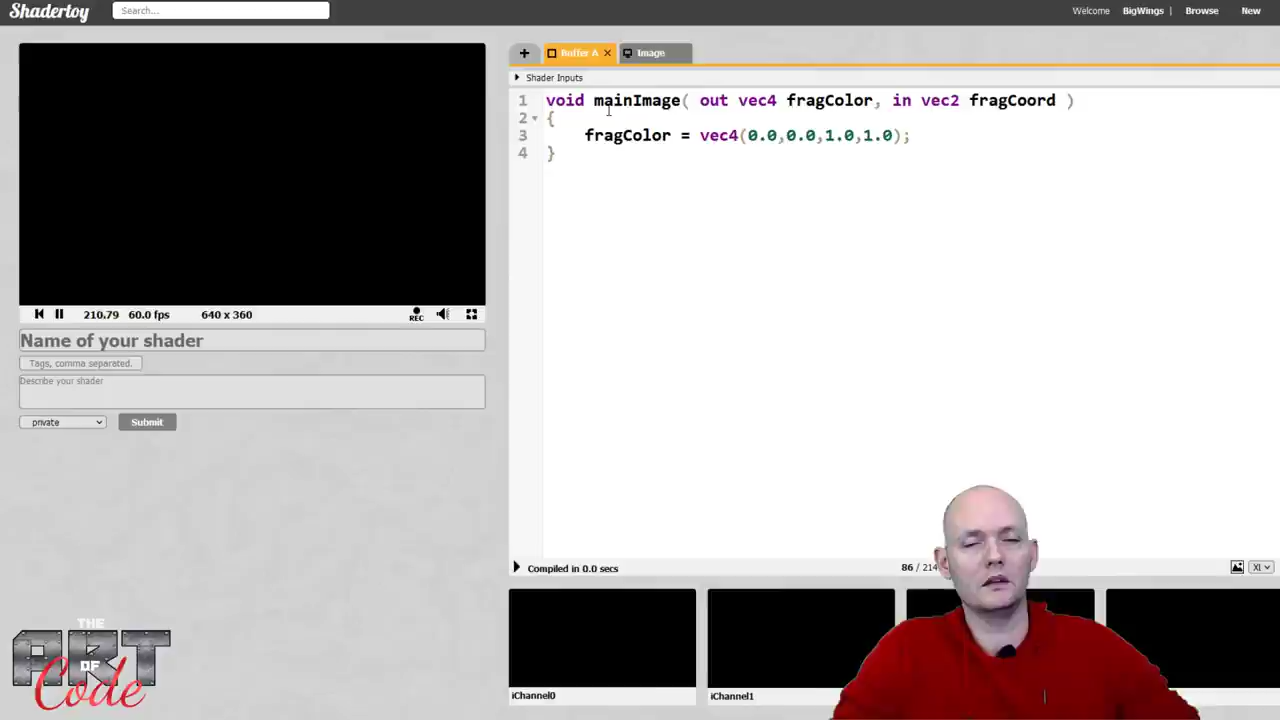 Shadertoy
Search...
Welcome BigWings | Browse New
+ Buffer A × Image
Shader Inputs
1 void mainImage( out vec4 fragColor, in vec2 fragCoord )
2 {
3 fragColor = vec4(0.0,0.0,1.0,1.0);
4 }
210.79 60.0 fps 640 x 360 REC
Name of your shader
Tags, comma separated.
Describe your shader
private Submit
Compiled in 0.0 secs
86 / 214
Xl
iChannel0
iChannel1
THE
ART
OF
Code